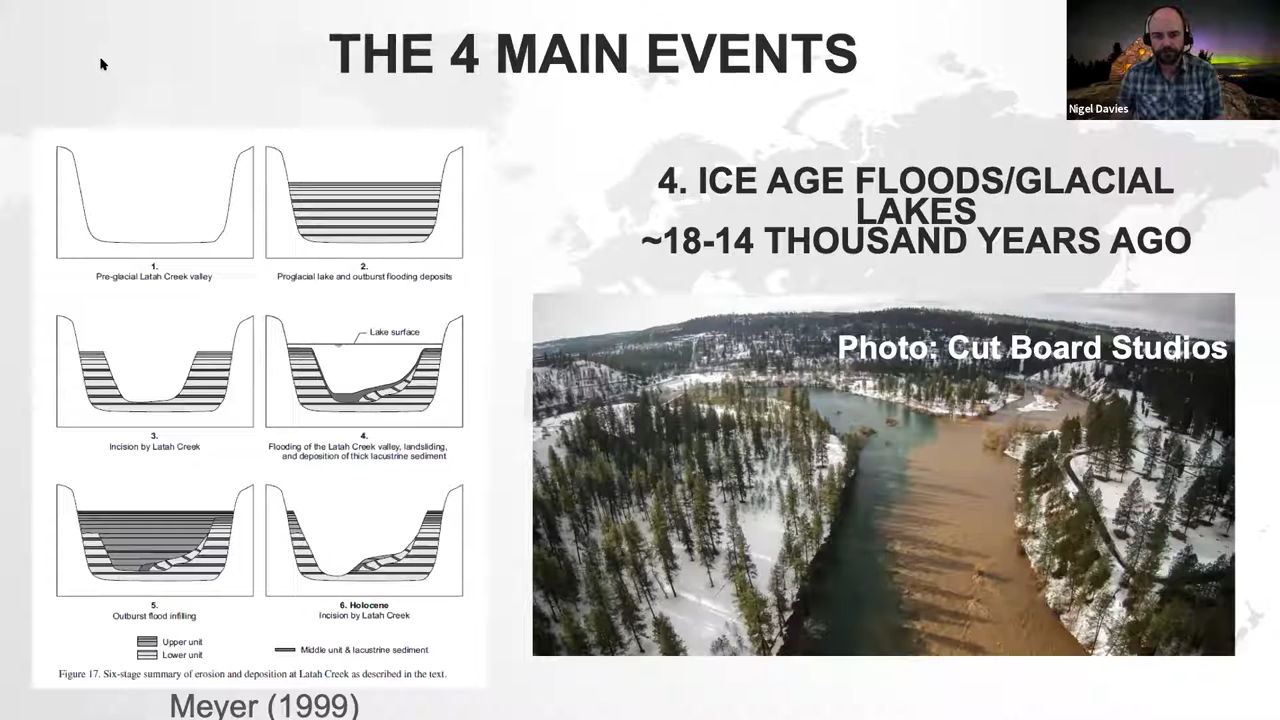 THE 4 MAIN EVENTS
Nigel Davies
4. ICE AGE FLOODS/GLACIAL
LAKES
~18-14 THOUSAND YEARS AGO
Photo: Cut Board Studios
1.
Pre-glacial Latah Creek valley
2.
Proglacial lake and outburst flooding deposits
Lake surface
3.
Incision by Latah Creek
4.
Flooding of the Latah Creek valley, landsliding,
and deposition of thick lacustrine sediment
5.
Outburst flood infilling
6. Holocene
Incision by Latah Creek
Upper unit
Lower unit
Middle unit & lacustrine sediment
Figure 17. Six-stage summary of erosion and deposition at Latah Creek as described in the text.
Meyer (1999)